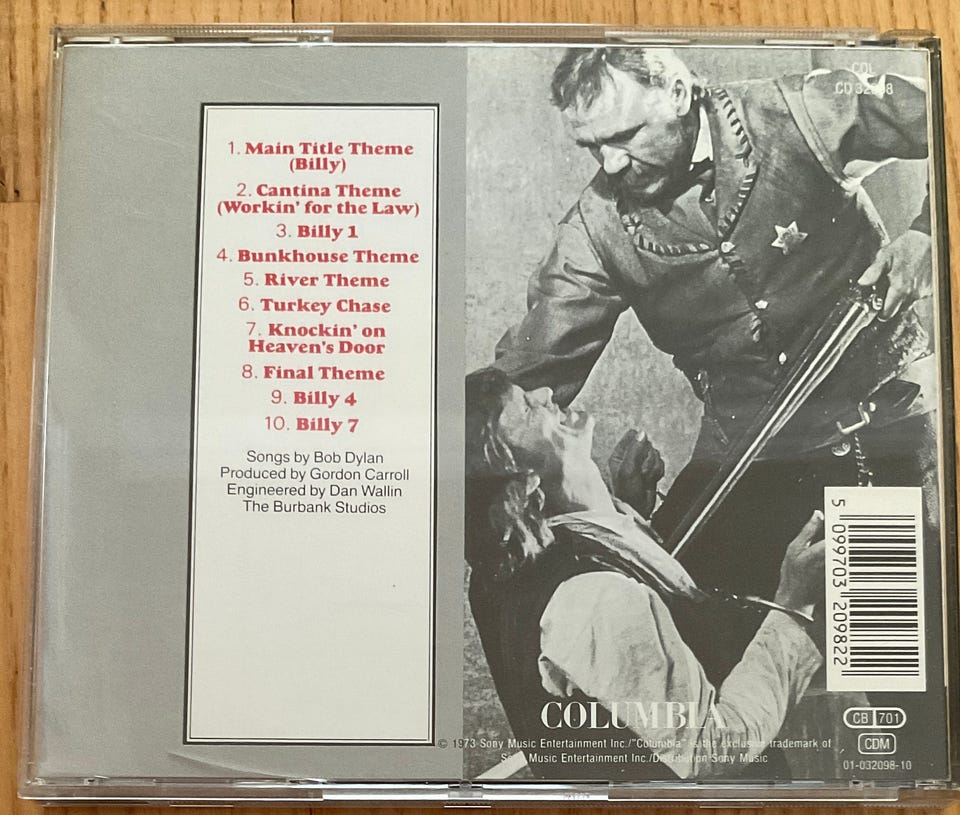 1. Main Title Theme
(Billy)
2. Cantina Theme
(Workin' for the Law)
3. Billy 1
4. Bunkhouse Theme
5. River Theme
6. Turkey Chase
7. Knockin' on
Heaven's Door
8. Final Theme
9. Billy 4
10. Billy 7
Songs by Bob Dylan
Produced by Gordon Carroll
Engineered by Dan Wallin
The Burbank Studios
5 099703 209822
COLUMBIA
© 1973 Sony Music Entertainment Inc./"Columbia" is the exclusive trademark of
Sony Music Entertainment Inc./Distribution Sony Music
CB 701
CDM
01-032098-10